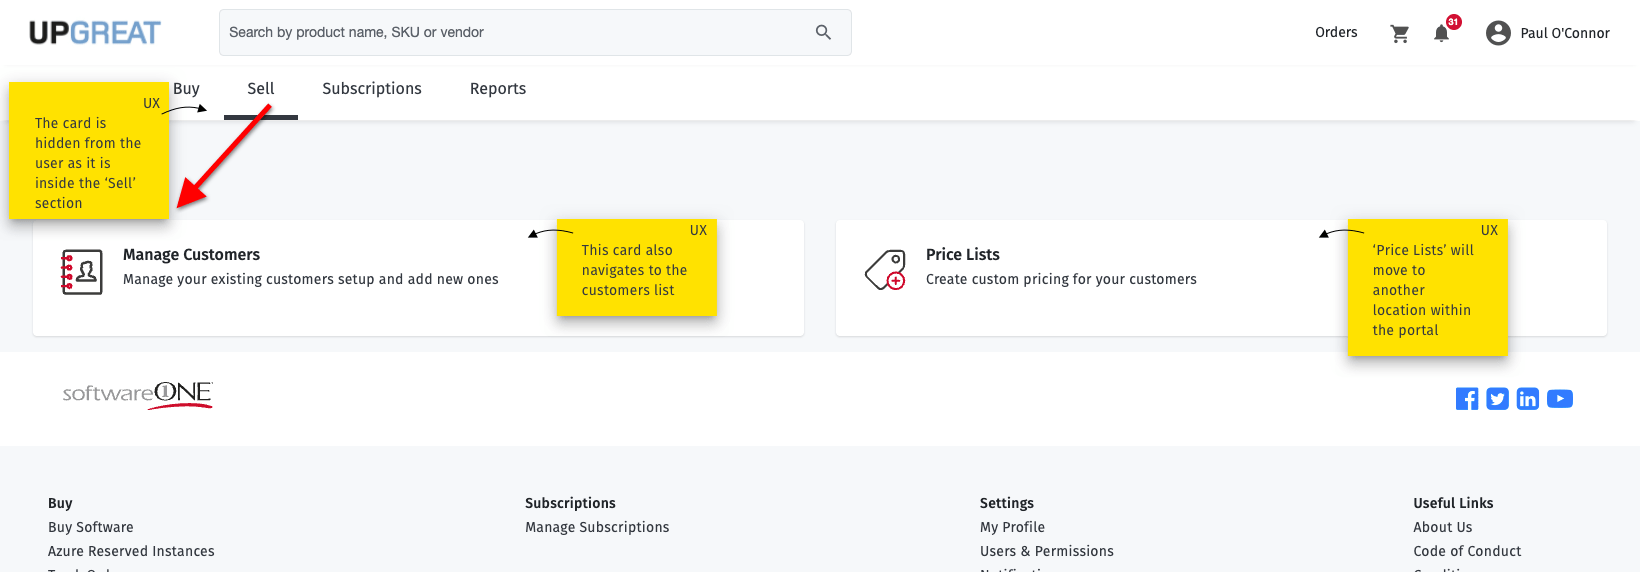 UPGREAT
Search by product name, SKU or vendor
Orders
31
Paul O'Connor
Buy
Sell
Subscriptions
Reports
UX
The card is
hidden from the
user as it is
inside the ‘Sell’
section
Manage Customers
Manage your existing customers setup and add new ones
UX
This card also
navigates to the
customers list
Price Lists
Create custom pricing for your customers
UX
‘Price Lists’ will
move to
another
location within
the portal
softwareONE
Buy
Buy Software
Azure Reserved Instances
Subscriptions
Manage Subscriptions
Settings
My Profile
Users & Permissions
Useful Links
About Us
Code of Conduct